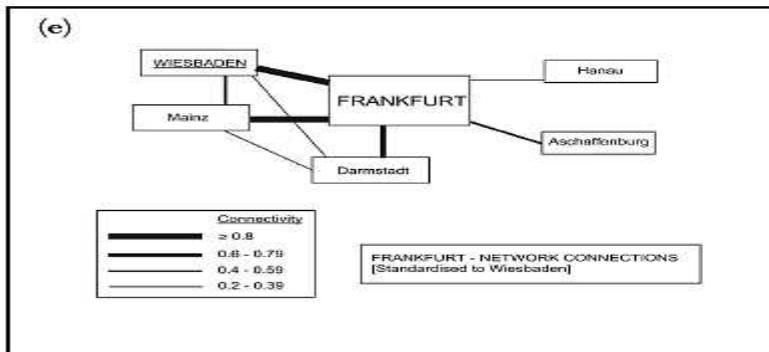 (e)
WIESBADEN
Hanau
FRANKFURT
Mainz
Aschaffenburg
Darmstadt
Connectivity
≥ 0.8
0.6 - 0.79
0.4 - 0.59
0.2 - 0.39
FRANKFURT - NETWORK CONNECTIONS
[Standardised to Wiesbaden]